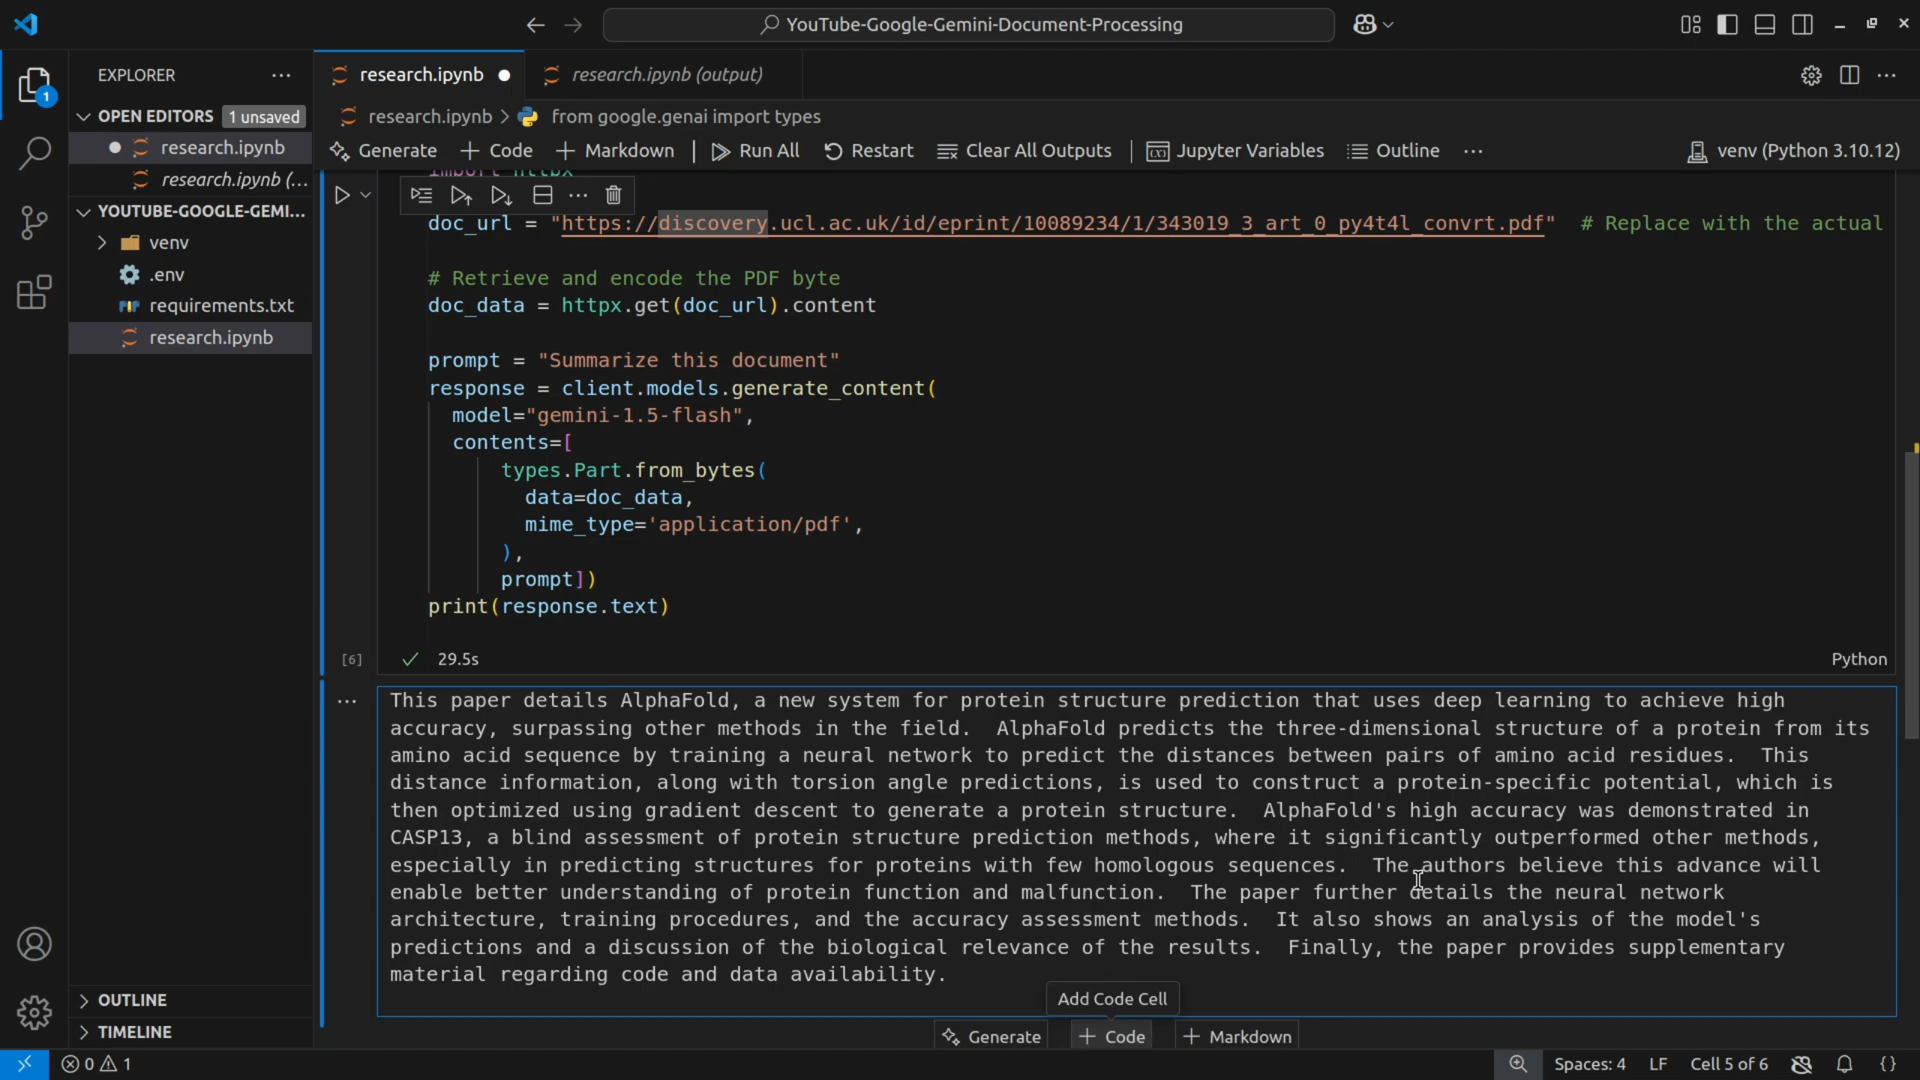 YouTube-Google-Gemini-Document-Processing
EXPLORER
OPEN EDITORS 1 unsaved
research.ipynb
research.ipynb (...
YOUTUBE-GOOGLE-GEMI...
venv
.env
requirements.txt
research.ipynb
OUTLINE
TIMELINE
research.ipynb
research.ipynb (output)
research.ipynb > from google.genai import types
Generate + Code + Markdown | Run All Restart Clear All Outputs | Jupyter Variables Outline ... venv (Python 3.10.12)
import httpx
doc_url = "https://discovery.ucl.ac.uk/id/eprint/10089234/1/343019_3_art_0_py4t4l_convrt.pdf" # Replace with the actual
# Retrieve and encode the PDF byte
doc_data = httpx.get(doc_url).content
prompt = "Summarize this document"
response = client.models.generate_content(
model="gemini-1.5-flash",
contents=[
types.Part.from_bytes(
data=doc_data,
mime_type='application/pdf',
),
prompt])
print(response.text)
[6] 29.5s Python
This paper details AlphaFold, a new system for protein structure prediction that uses deep learning to achieve high
accuracy, surpassing other methods in the field.  AlphaFold predicts the three-dimensional structure of a protein from its
amino acid sequence by training a neural network to predict the distances between pairs of amino acid residues.  This
distance information, along with torsion angle predictions, is used to construct a protein-specific potential, which is
then optimized using gradient descent to generate a protein structure.  AlphaFold's high accuracy was demonstrated in
CASP13, a blind assessment of protein structure prediction methods, where it significantly outperformed other methods,
especially in predicting structures for proteins with few homologous sequences.  The authors believe this advance will
enable better understanding of protein function and malfunction.  The paper further details the neural network
architecture, training procedures, and the accuracy assessment methods.  It also shows an analysis of the model's
predictions and a discussion of the biological relevance of the results.  Finally, the paper provides supplementary
material regarding code and data availability.
Add Code Cell
Generate + Code + Markdown
0 1 Spaces: 4 LF Cell 5 of 6 {}